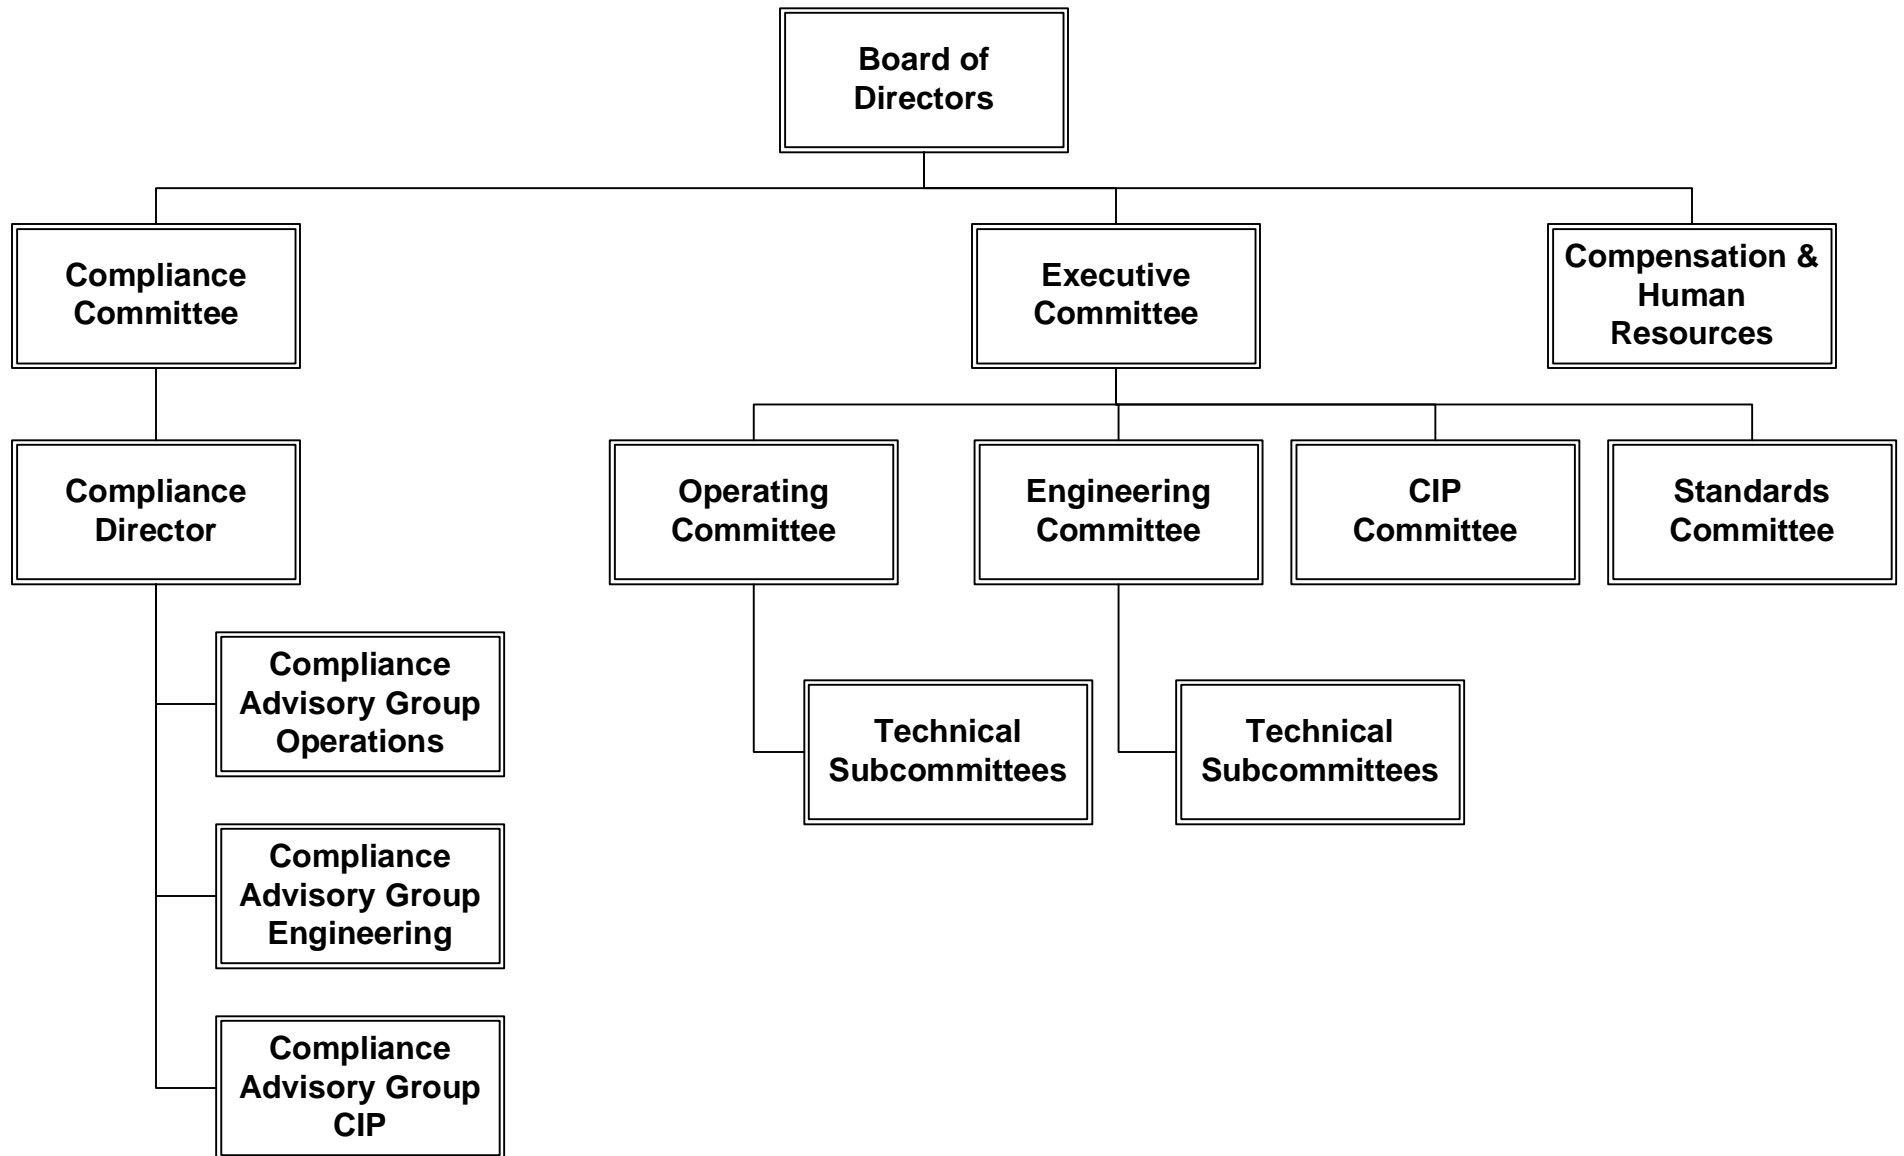 Board of
Directors
Compliance
Committee
Executive
Committee
Compensation &
Human
Resources
Compliance
Director
Operating
Committee
Engineering
Committee
CIP
Committee
Standards
Committee
Compliance
Advisory Group
Operations
Technical
Subcommittees
Technical
Subcommittees
Compliance
Advisory Group
Engineering
Compliance
Advisory Group
CIP